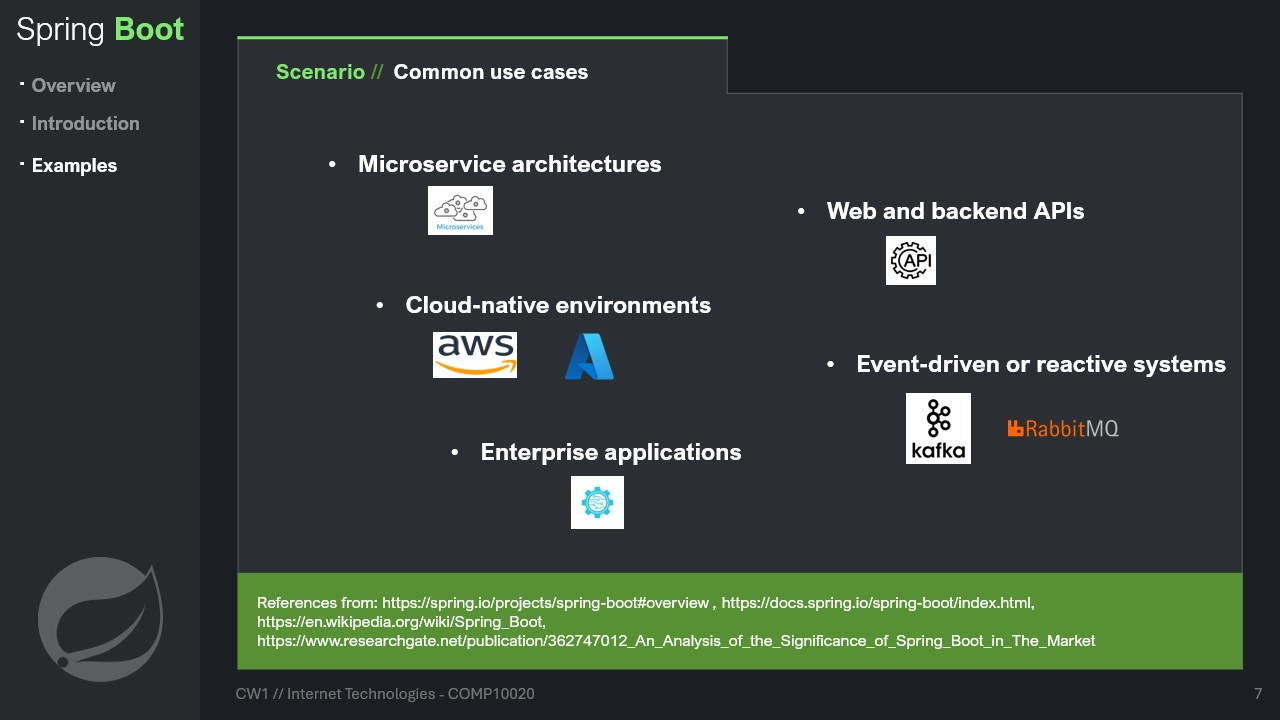 Spring Boot
Overview
Introduction
Examples
Scenario // Common use cases
• Microservice architectures
Microservices
• Web and backend APIs
API
• Cloud-native environments
aws
• Event-driven or reactive systems
kafka
RabbitMQ
• Enterprise applications
References from: https://spring.io/projects/spring-boot#overview , https://docs.spring.io/spring-boot/index.html,
https://en.wikipedia.org/wiki/Spring_Boot,
https://www.researchgate.net/publication/362747012_An_Analysis_of_the_Significance_of_Spring_Boot_in_The_Market
CW1 // Internet Technologies - COMP10020
7